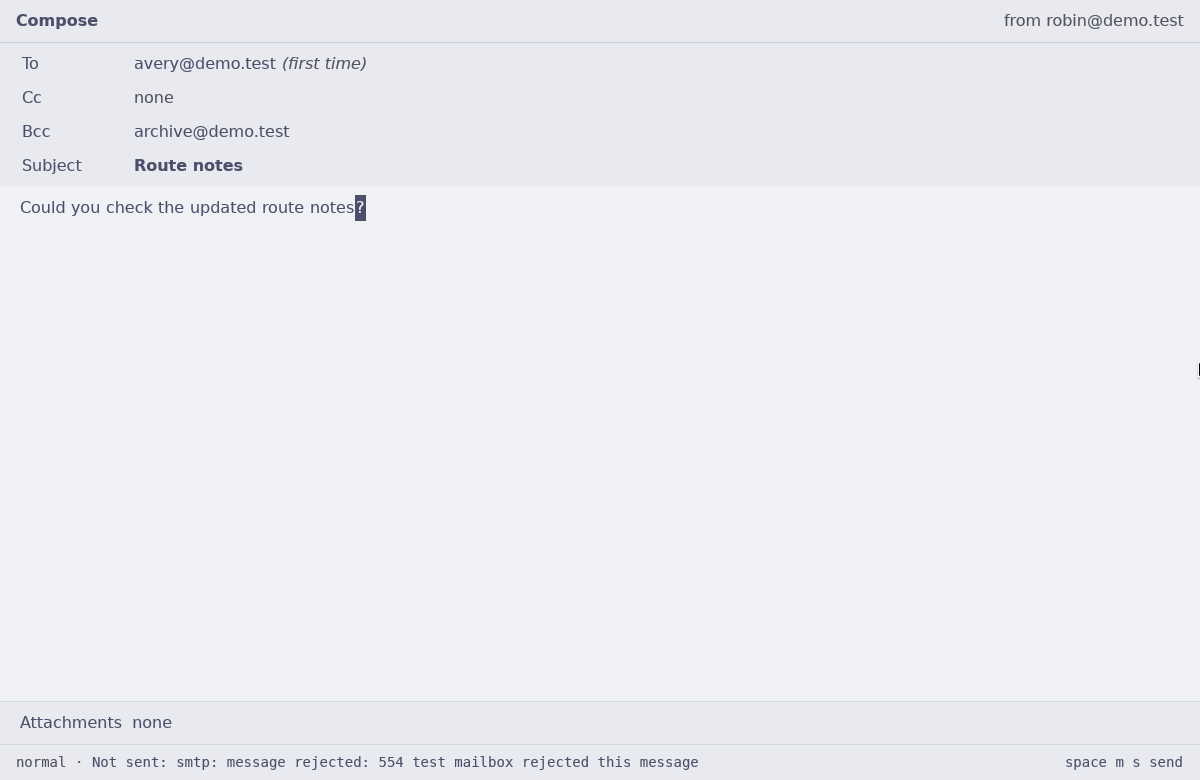 Compose from robin@demo.test
To avery@demo.test (first time)
Cc none
Bcc archive@demo.test
Subject Route notes
Could you check the updated route notes?
Attachments none
normal · Not sent: smtp: message rejected: 554 test mailbox rejected this message space m s send